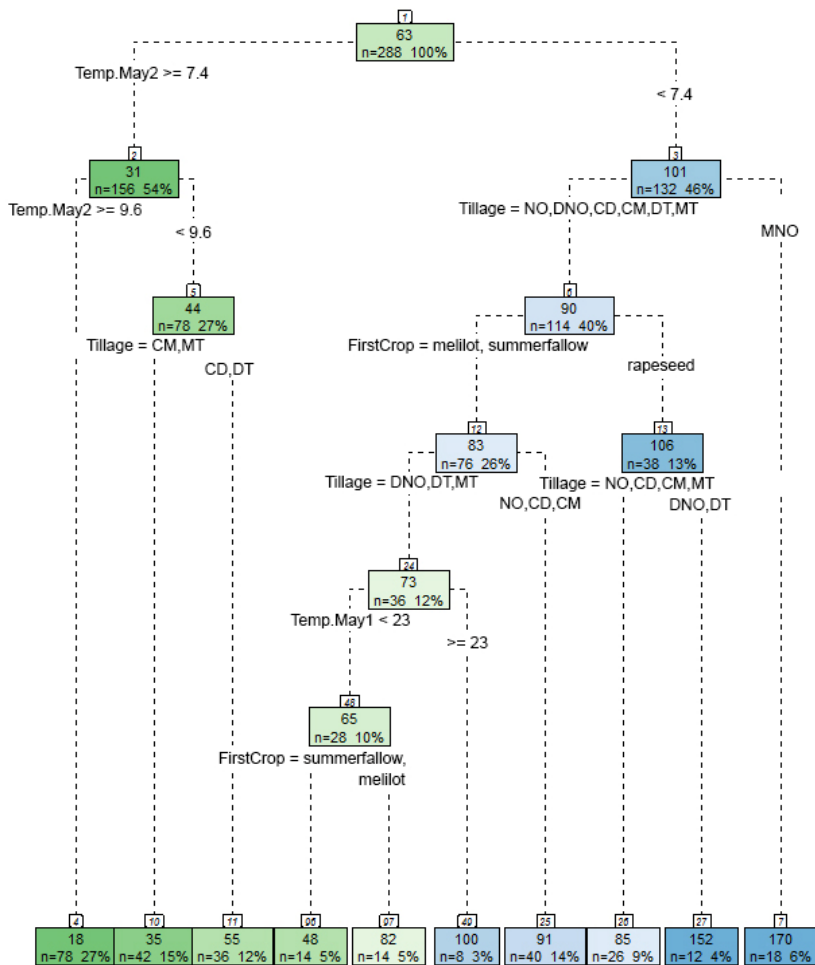 1
63
n=288 100%
Temp.May2 >= 7.4
< 7.4
2
31
n=156 54%
3
101
n=132 46%
Temp.May2 >= 9.6
< 9.6
Tillage = NO,DNO,CD,CM,DT,MT
MNO
5
44
n=78 27%
6
90
n=114 40%
Tillage = CM,MT
CD,DT
FirstCrop = melilot, summerfallow
rapeseed
12
83
n=76 26%
13
106
n=38 13%
Tillage = DNO,DT,MT
NO,CD,CM
Tillage = NO,CD,CM,MT
DNO,DT
24
73
n=36 12%
Temp.May1 < 23
>= 23
48
65
n=28 10%
FirstCrop = summerfallow,
melilot
4
18
n=78 27%
10
35
n=42 15%
11
55
n=36 12%
96
48
n=14 5%
97
82
n=14 5%
49
100
n=8 3%
25
91
n=40 14%
26
85
n=26 9%
27
152
n=12 4%
7
170
n=18 6%